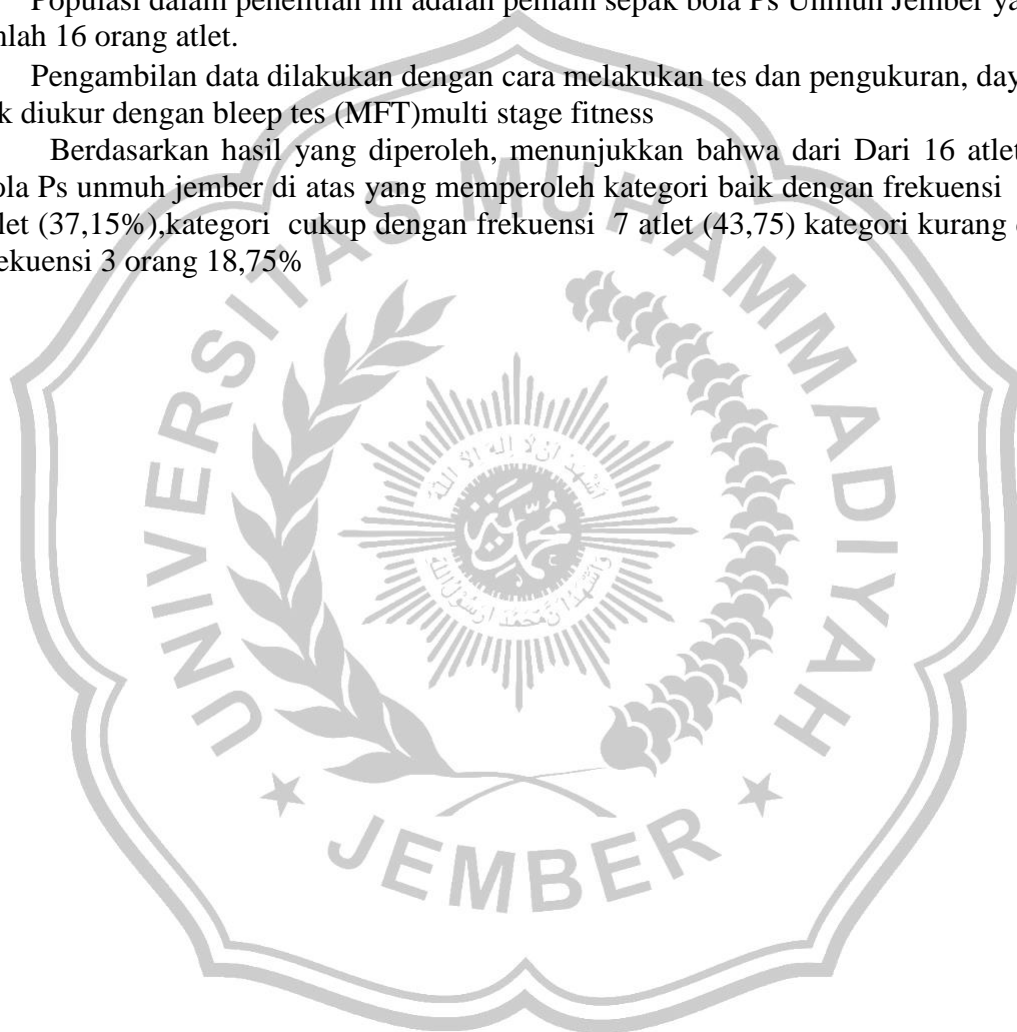 Populasi dalam penelitian ini adalah pemain sepak bola Ps Unmuh Jember ya
nlah 16 orang atlet.
Pengambilan data dilakukan dengan cara melakukan tes dan pengukuran, day
k diukur dengan bleep tes (MFT)multi stage fitness
Berdasarkan hasil yang diperoleh, menunjukkan bahwa dari Dari 16 atlet
ola Ps unmuh jember di atas yang memperoleh kategori baik dengan frekuensi
let (37,15%),kategori cukup dengan frekuensi 7 atlet (43,75) kategori kurang
ekuensi 3 orang 18,75%
UNIVERSITAS MUHAMMADIYAH
JEMBER